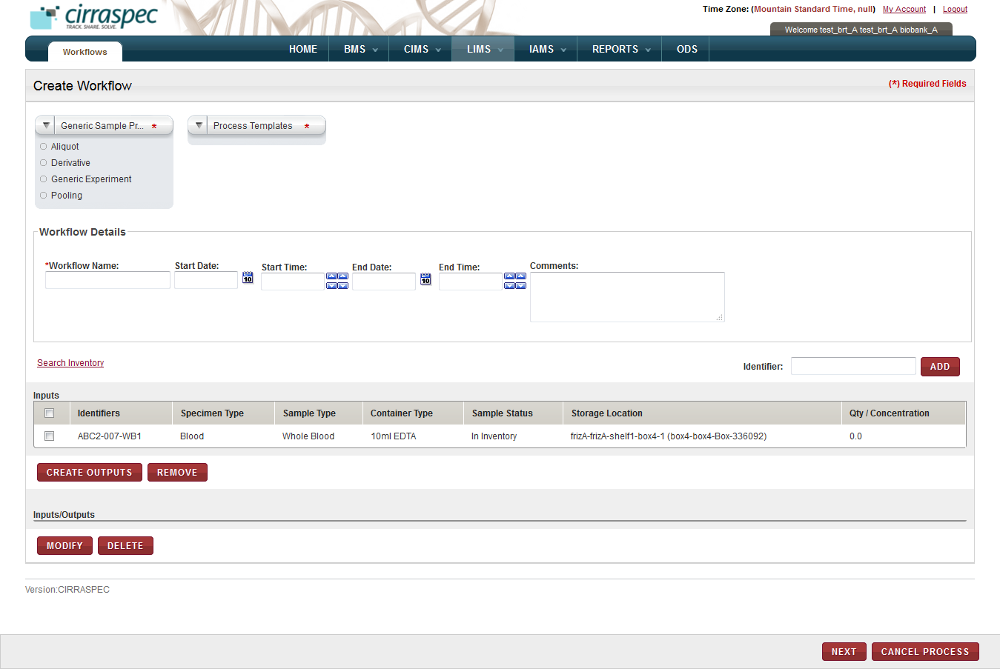 cirraspec
TRACK. SHARE. SOLVE.
Time Zone: (Mountain Standard Time, null) My Account | Logout
Welcome test_brt_A test_brt_A biobank_A
Workflows
HOME BMS CIMS LIMS IAMS REPORTS ODS
Create Workflow
(*) Required Fields
Generic Sample Pr... *
Process Templates *
Aliquot
Derivative
Generic Experiment
Pooling
Workflow Details
*Workflow Name: Start Date: Start Time: End Date: End Time: Comments:
10 10
Search Inventory
Identifier: ADD
Inputs
Identifiers Specimen Type Sample Type Container Type Sample Status Storage Location Qty / Concentration
ABC2-007-WB1 Blood Whole Blood 10ml EDTA In Inventory frizA-frizA-shelf1-box4-1 (box4-box4-Box-336092) 0.0
CREATE OUTPUTS REMOVE
Inputs/Outputs
MODIFY DELETE
Version:CIRRASPEC
NEXT CANCEL PROCESS